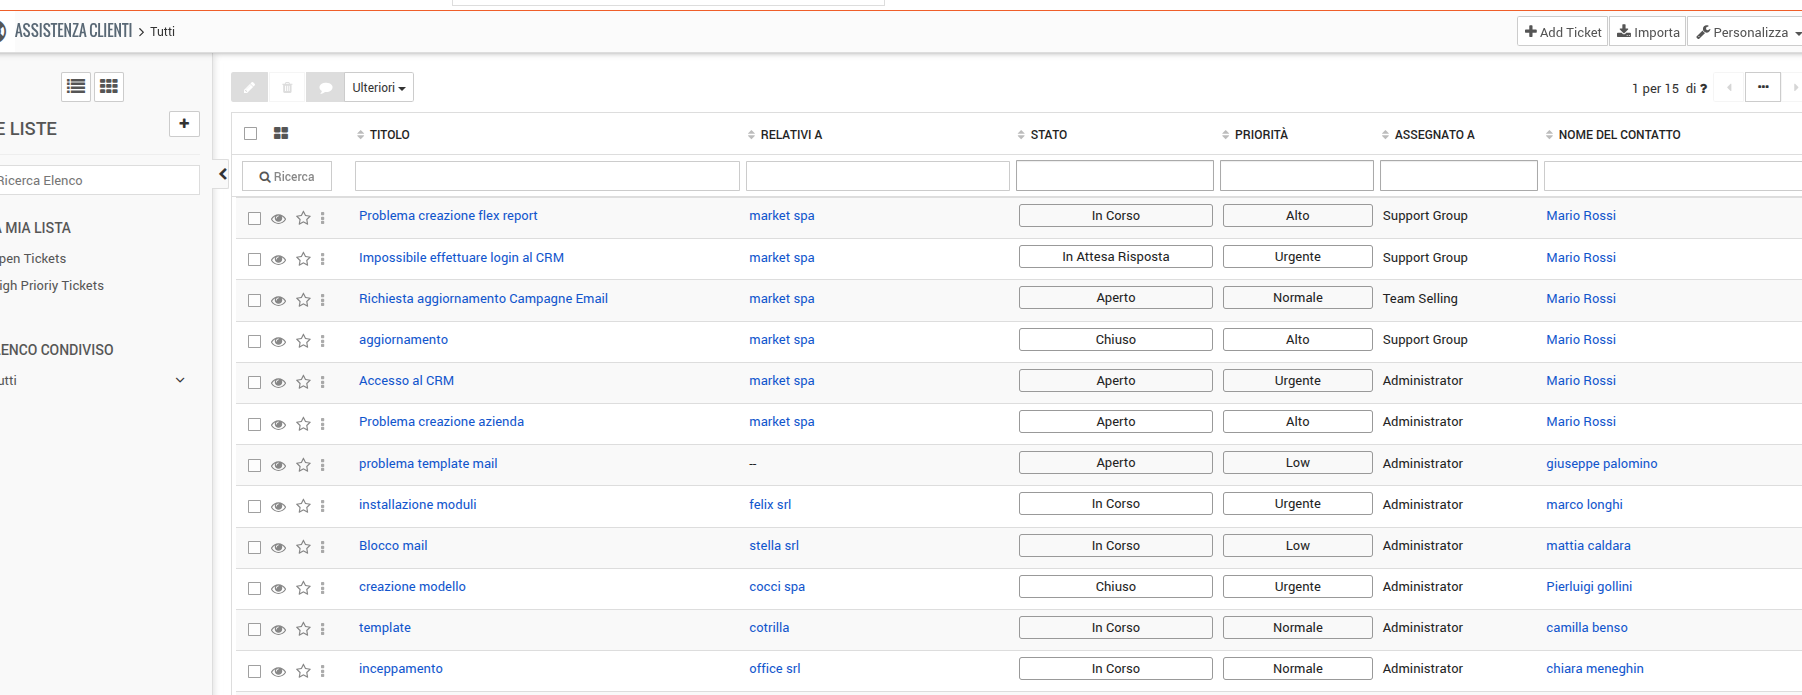 ASSISTENZA CLIENTI > Tutti
Add Ticket
Importa
Personalizza
E LISTE
Ricerca Elenco
A MIA LISTA
pen Tickets
igh Prioriy Tickets
ENCO CONDIVISO
utti
Ulteriori
1 per 15 di ?
TITOLO RELATIVI A STATO PRIORITÀ ASSEGNATO A NOME DEL CONTATTO
Ricerca
Problema creazione flex report market spa In Corso Alto Support Group Mario Rossi
Impossibile effettuare login al CRM market spa In Attesa Risposta Urgente Support Group Mario Rossi
Richiesta aggiornamento Campagne Email market spa Aperto Normale Team Selling Mario Rossi
aggiornamento market spa Chiuso Alto Support Group Mario Rossi
Accesso al CRM market spa Aperto Urgente Administrator Mario Rossi
Problema creazione azienda market spa Aperto Alto Administrator Mario Rossi
problema template mail -- Aperto Low Administrator giuseppe palomino
installazione moduli felix srl In Corso Urgente Administrator marco longhi
Blocco mail stella srl In Corso Low Administrator mattia caldara
creazione modello cocci spa Chiuso Urgente Administrator Pierluigi gollini
template cotrilla In Corso Normale Administrator camilla benso
inceppamento office srl In Corso Normale Administrator chiara meneghin